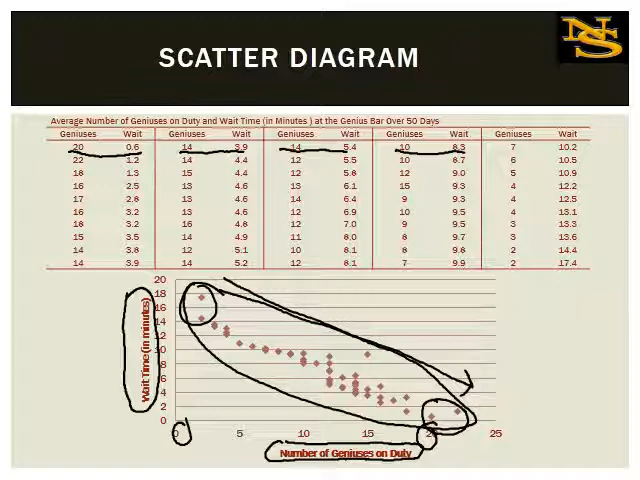 SCATTER DIAGRAM
NS
Average Number of Geniuses on Duty and Wait Time (in Minutes ) at the Genius Bar Over 50 Days
Geniuses Wait Geniuses Wait Geniuses Wait Geniuses Wait Geniuses Wait
20 0.6 14 3.9 14 5.4 10 8.3 7 10.2
22 1.2 14 4.4 12 5.5 10 8.7 6 10.5
18 1.3 15 4.4 12 5.8 12 9.0 5 10.9
16 2.5 13 4.6 13 6.1 15 9.3 4 12.2
17 2.8 13 4.6 14 6.4 9 9.3 4 12.5
16 3.2 13 4.6 12 6.9 10 9.5 4 13.1
18 3.2 16 4.8 12 7.0 9 9.5 3 13.3
15 3.5 14 4.9 11 8.0 8 9.7 3 13.6
14 3.8 12 5.1 10 8.1 8 9.8 2 14.4
14 3.9 14 5.2 12 8.1 7 9.9 2 17.4
20
18
16
14
12
10
8
6
4
2
0
Wait Time (in minutes)
0 5 10 15 20 25
Number of Geniuses on Duty